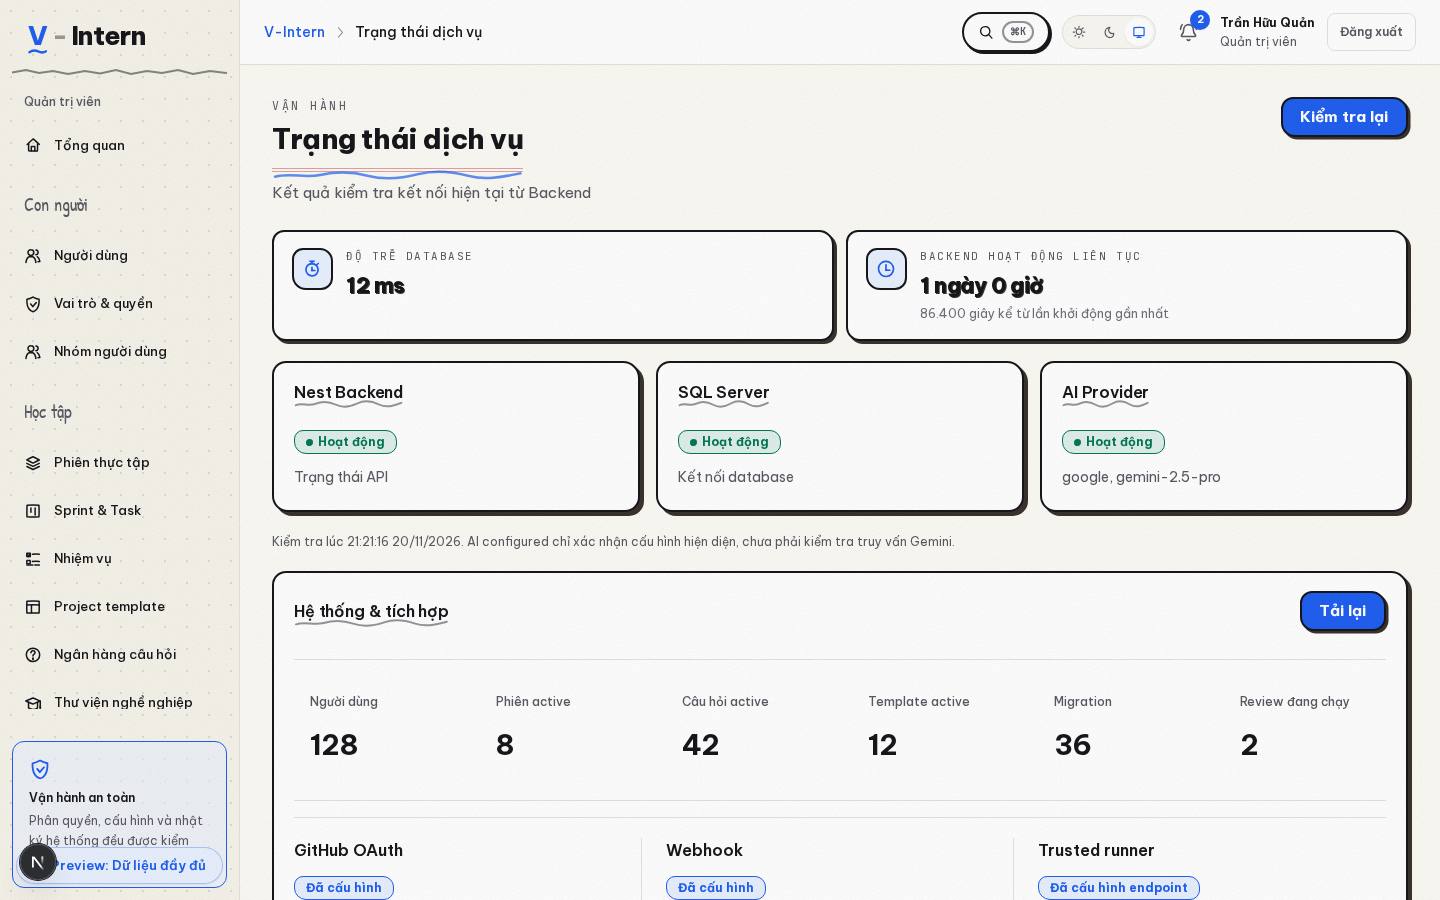 V - Intern
Quản trị viên
Tổng quan
Con người
Người dùng
Vai trò & quyền
Nhóm người dùng
Học tập
Phiên thực tập
Sprint & Task
Nhiệm vụ
Project template
Ngân hàng câu hỏi
Thư viện nghề nghiệp
Vận hành an toàn
Phân quyền, cấu hình và nhật
ký hệ thống đều được kiểm
Preview: Dữ liệu đầy đủ
N
V-Intern > Trạng thái dịch vụ
⌘K
2
Trần Hữu Quản
Quản trị viên
Đăng xuất
VẬN HÀNH
Trạng thái dịch vụ
Kết quả kiểm tra kết nối hiện tại từ Backend
Kiểm tra lại
ĐỘ TRỄ DATABASE
12 ms
BACKEND HOẠT ĐỘNG LIÊN TỤC
1 ngày 0 giờ
86.400 giây kể từ lần khởi động gần nhất
Nest Backend
Hoạt động
Trạng thái API
SQL Server
Hoạt động
Kết nối database
AI Provider
Hoạt động
google, gemini-2.5-pro
Kiểm tra lúc 21:21:16 20/11/2026. AI configured chỉ xác nhận cấu hình hiện diện, chưa phải kiểm tra truy vấn Gemini.
Hệ thống & tích hợp
Tải lại
Người dùng
128
Phiên active
8
Câu hỏi active
42
Template active
12
Migration
36
Review đang chạy
2
GitHub OAuth
Đã cấu hình
Webhook
Đã cấu hình
Trusted runner
Đã cấu hình endpoint